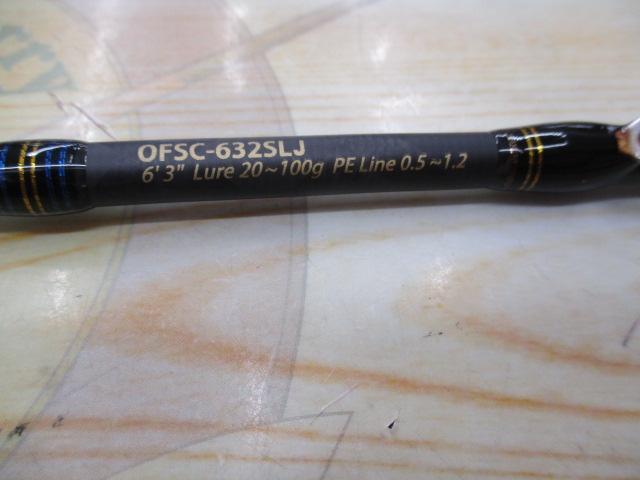 OFSC-632SLJ
6' 3" Lure 20~100g PE Line 0.5~1.2